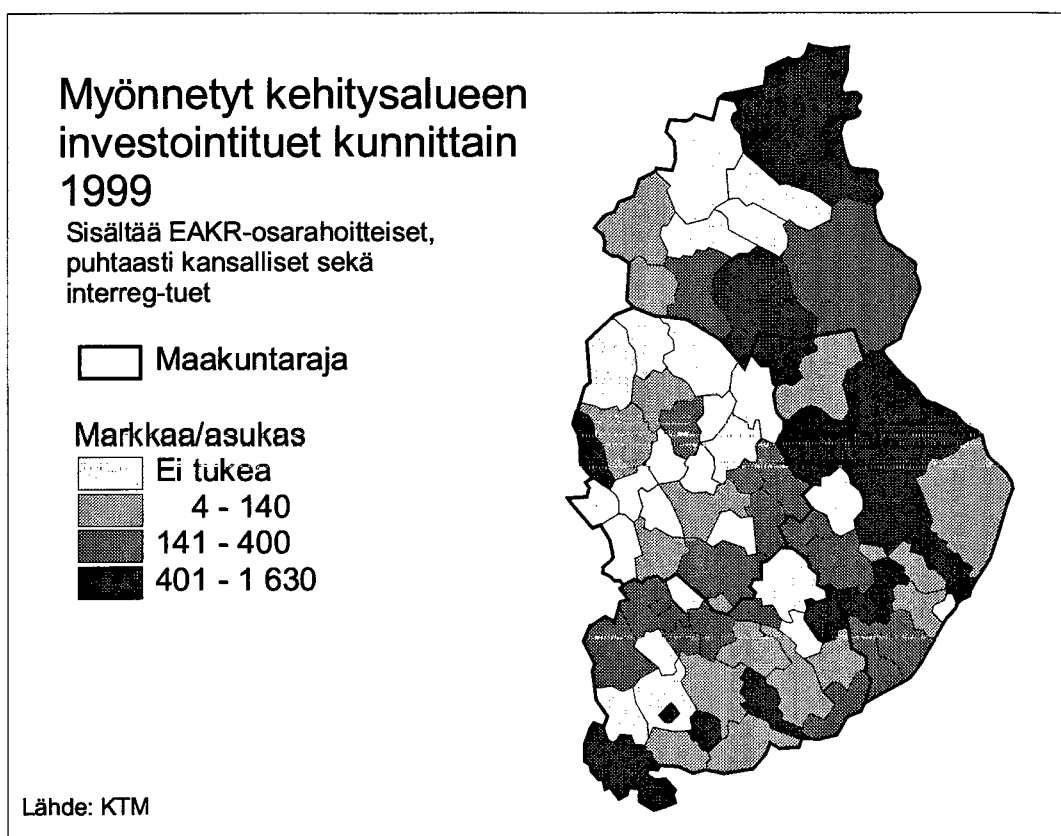 Myönnetyt kehitysalueen
investointituet kunnittain
1999
Sisältää EAKR-osarahoitteiset,
puhtaasti kansalliset sekä
interreg-tuet
Maakuntaraja
Markkaa/asukas
Ei tukea
4 - 140
141 - 400
401 - 1 630
Lähde: KTM